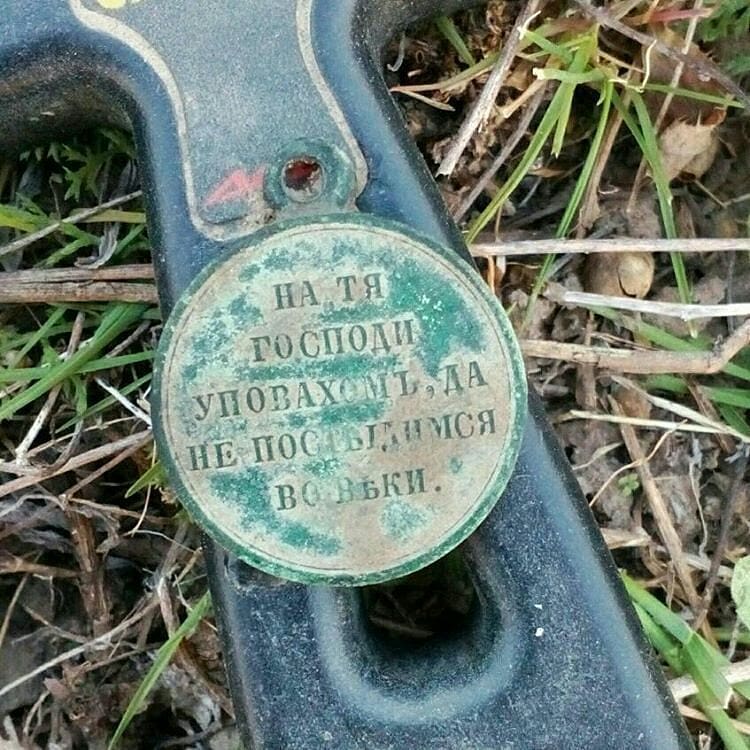 НА ТЯ
ГОСПОДИ
УПОВАХОМЪ, ДА
НЕ ПОСТЫДИМСЯ
ВО ВѢКИ.